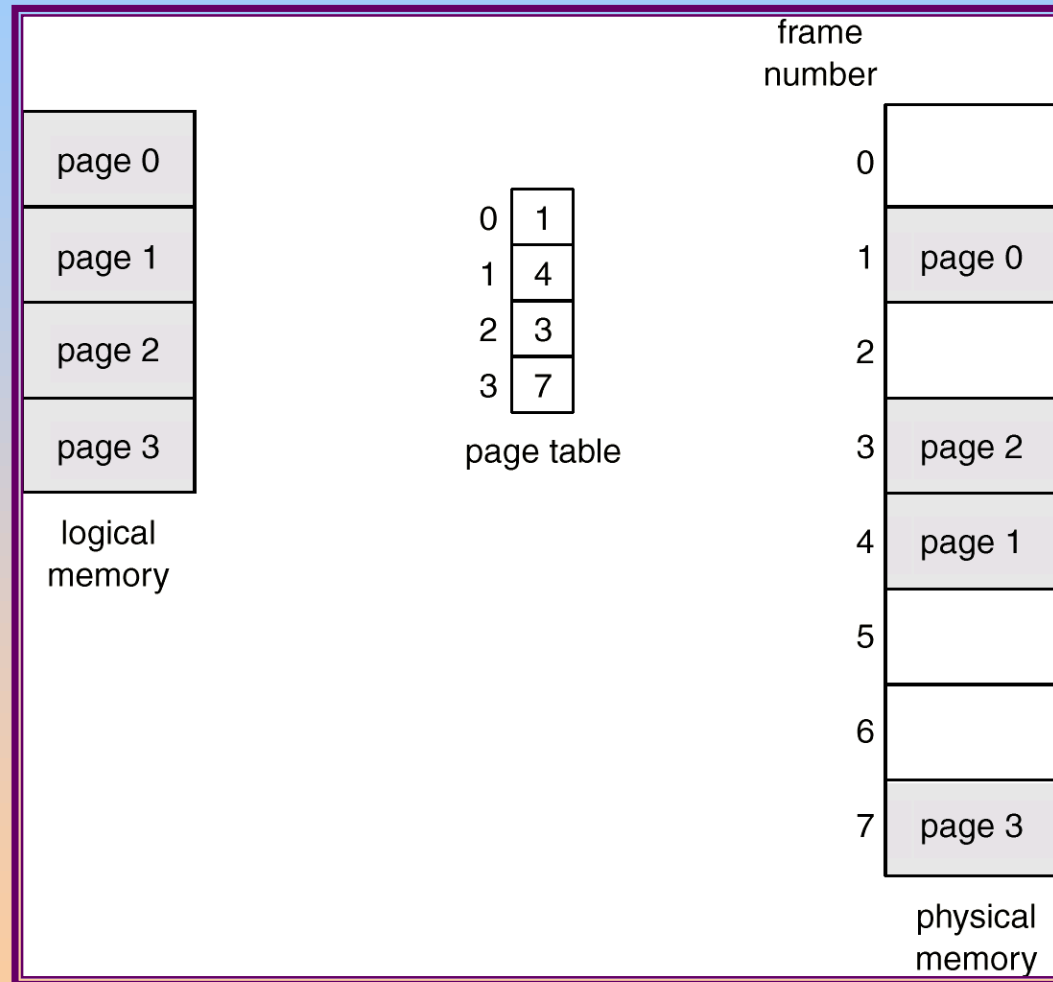 page 0
page 1
page 2
page 3
logical
memory
0 1
1 4
2 3
3 7
page table
frame
number
0
1 page 0
2
3 page 2
4 page 1
5
6
7 page 3
physical
memory